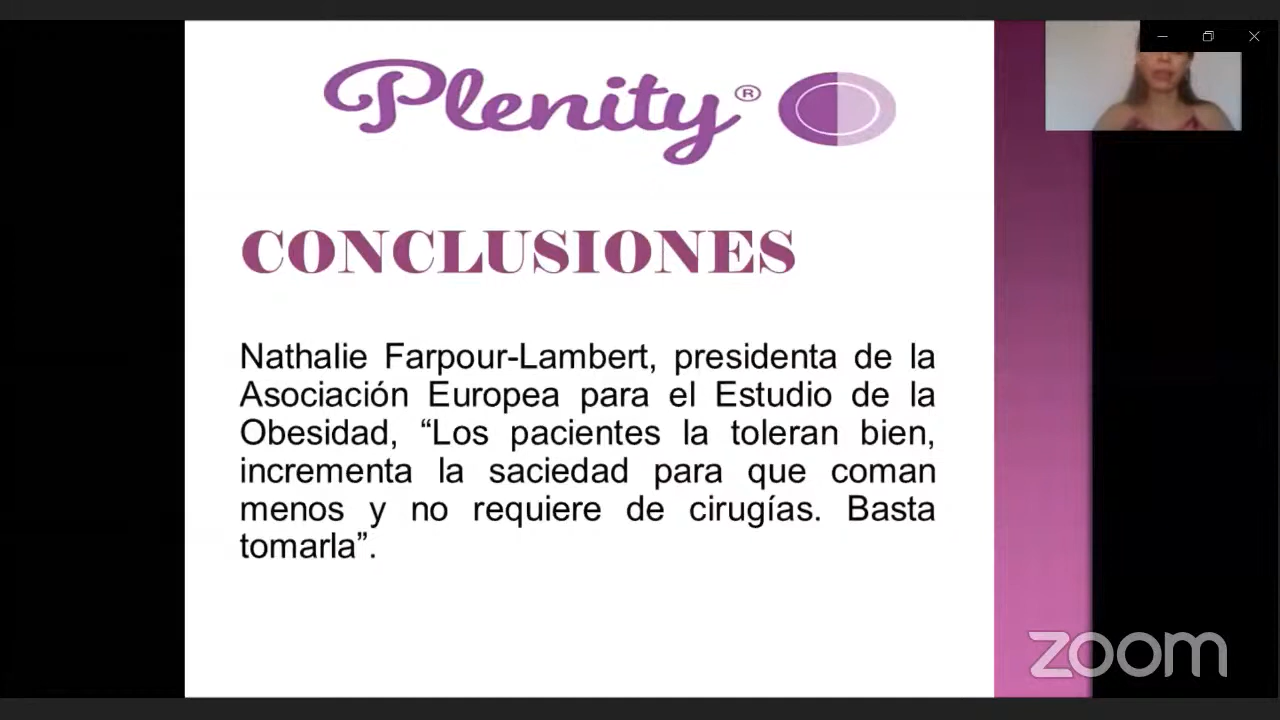 Plenity®
CONCLUSIONES
Nathalie Farpour-Lambert, presidenta de la
Asociación Europea para el Estudio de la
Obesidad, “Los pacientes la toleran bien,
incrementa la saciedad para que coman
menos y no requiere de cirugías. Basta
tomarla”.
zoom